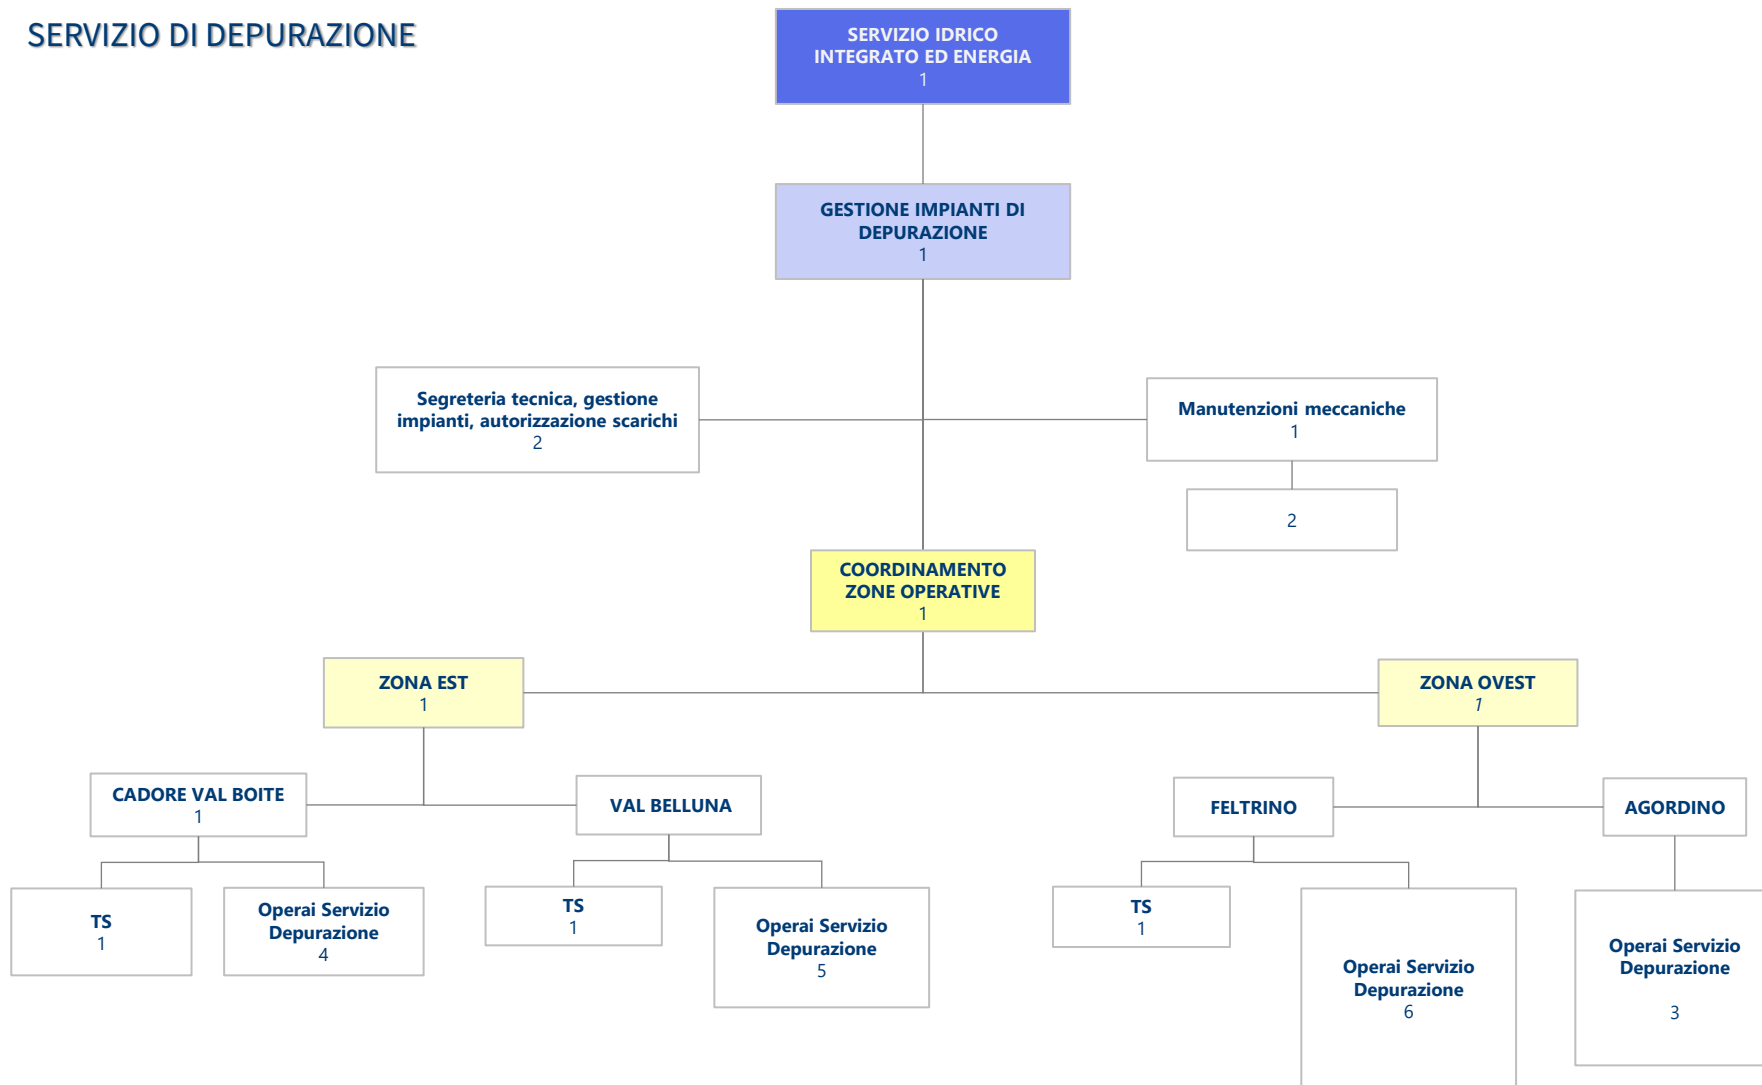 SERVIZIO DI DEPURAZIONE
SERVIZIO IDRICO
INTEGRATO ED ENERGIA
1
GESTIONE IMPIANTI DI
DEPURAZIONE
1
Segreteria tecnica, gestione
impianti, autorizzazione scarichi
2
Manutenzioni meccaniche
1
2
COORDINAMENTO
ZONE OPERATIVE
1
ZONA EST
1
ZONA OVEST
1
CADORE VAL BOITE
1
VAL BELLUNA
FELTRINO
AGORDINO
TS
1
Operai Servizio
Depurazione
4
TS
1
Operai Servizio
Depurazione
5
TS
1
Operai Servizio
Depurazione
6
Operai Servizio
Depurazione
3